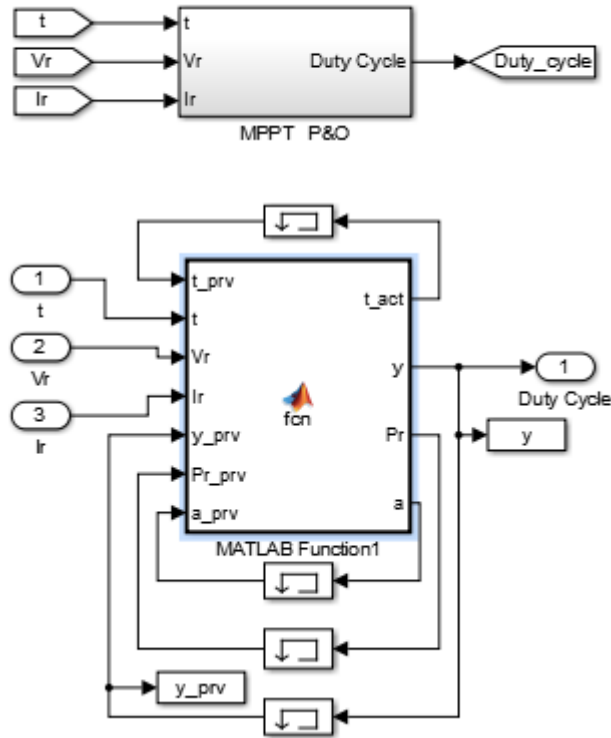 t
Vr
Ir
t
Vr
Ir
Duty Cycle
Duty_cycle
MPPT P&O
1
t
2
Vr
3
Ir
t_prv
t
Vr
Ir
y_prv
Pr_prv
a_prv
fcn
t_act
y
Pr
a
MATLAB Function1
1
Duty Cycle
y
y_prv